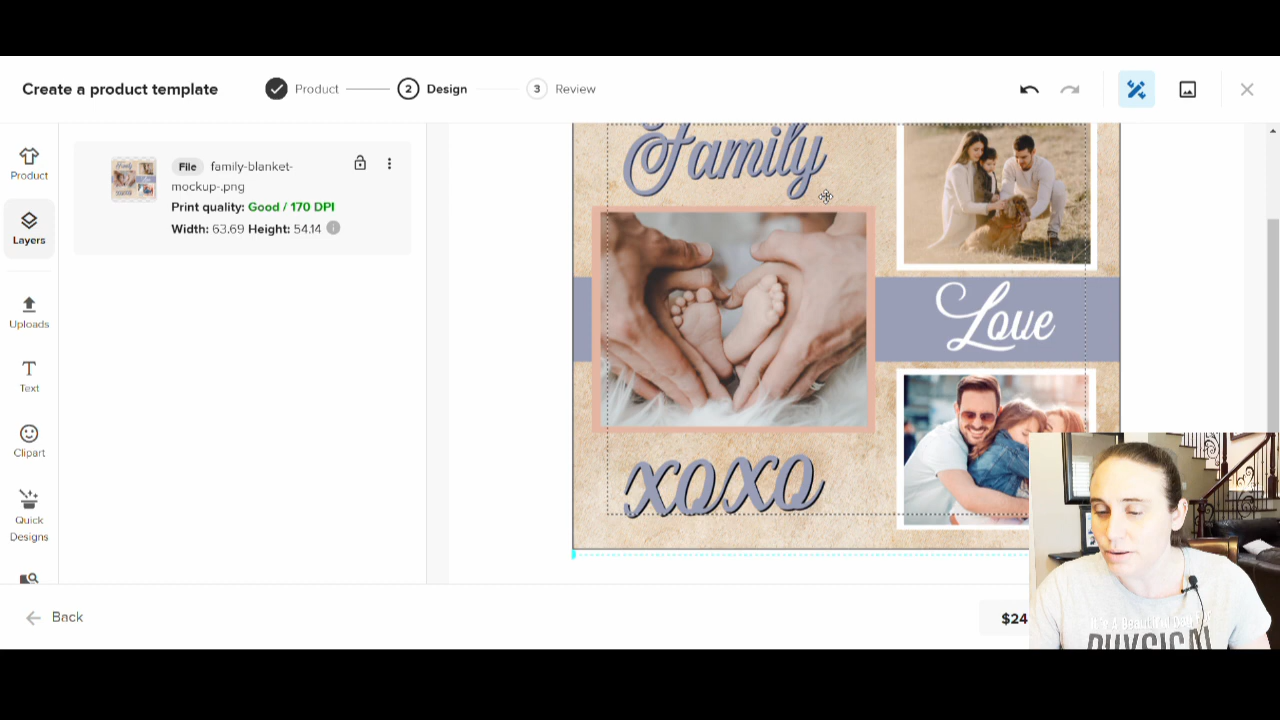 Create a product template
Product
2 Design
3 Review
Product
Layers
Uploads
Text
Clipart
Quick
Designs
File family-blanket-
mockup-.png
Print quality: Good / 170 DPI
Width: 63.69 Height: 54.14
Family
Love
xoxo
Back
$24
PHYSICAL